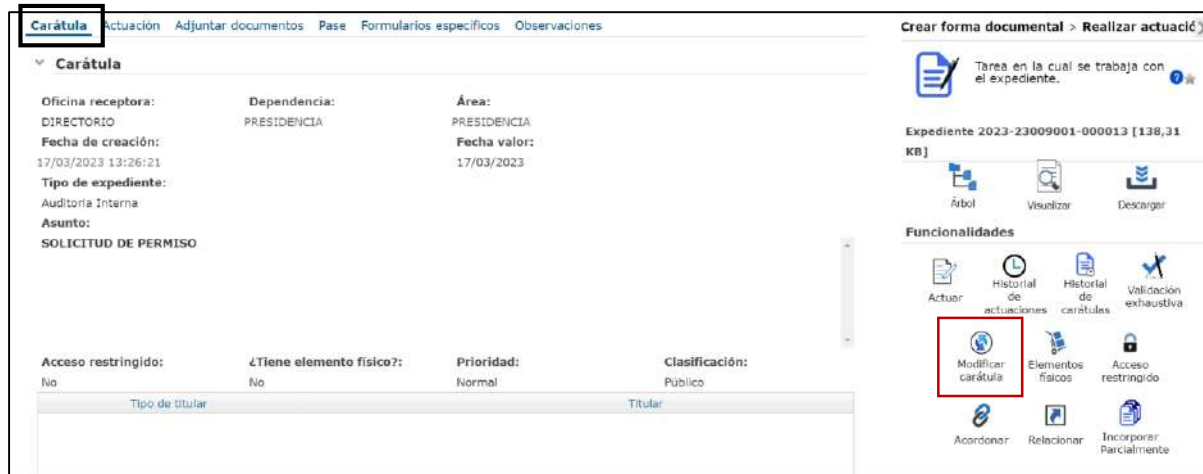 Carátula Actuación Adjuntar documentos Pase Formularios específicos Observaciones
Carátula
Oficina receptora: Dependencia: Área:
DIRECTORIO PRESIDENCIA PRESIDENCIA
Fecha de creación: Fecha valor:
17/03/2023 13:26:21 17/03/2023
Tipo de expediente:
Auditoria Interna
Asunto:
SOLICITUD DE PERMISO
Acceso restringido: ¿Tiene elemento físico?: Prioridad: Clasificación:
No No Normal Público
Tipo de titular Titular
Crear forma documental > Realizar actuació
Tarea en la cual se trabaja con
el expediente.
Expediente 2023-23009001-000013 [138,31
KB]
Árbol Visualizar Descargar
Funcionalidades
Actuar Historial de actuaciones Historial de carátulas Validación exhaustiva
Modificar carátula Elementos físicos Acceso restringido
Acordonar Relacionar Incorporar Parcialmente